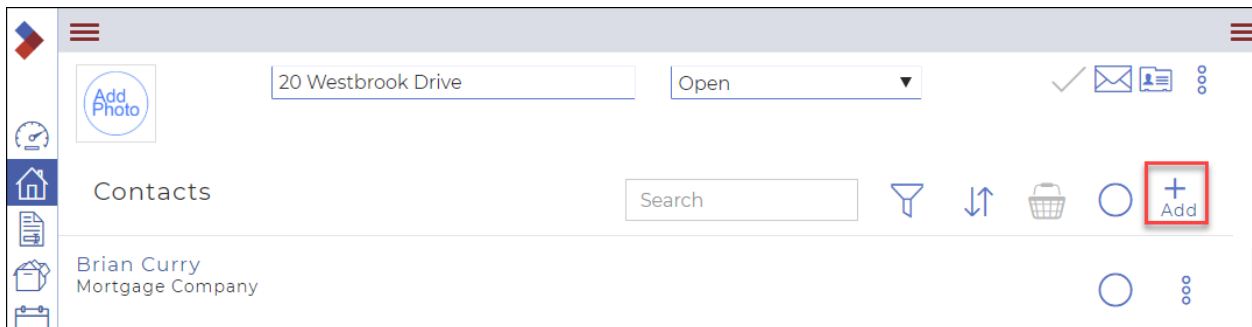 Add
Photo
20 Westbrook Drive
Open
Contacts
Search
Add
Brian Curry
Mortgage Company